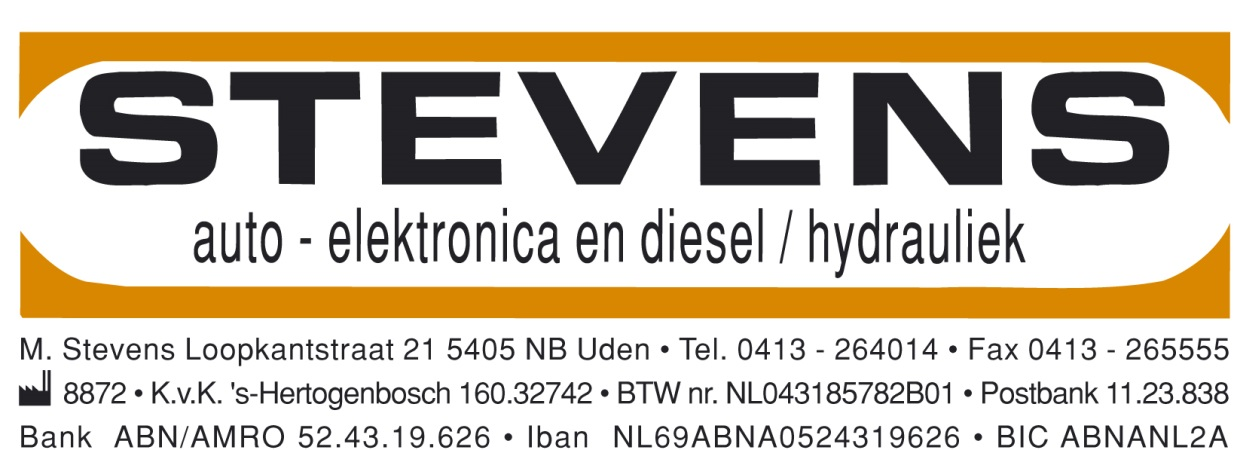 STEVENS
auto - elektronica en diesel / hydrauliek
M. Stevens Loopkantstraat 21 5405 NB Uden • Tel. 0413 - 264014 • Fax 0413 - 265555
8872 • K.v.K. 's-Hertogenbosch 160.32742 • BTW nr. NL043185782B01 • Postbank 11.23.838
Bank ABN/AMRO 52.43.19.626 • Iban NL69ABNA0524319626 • BIC ABNANL2A